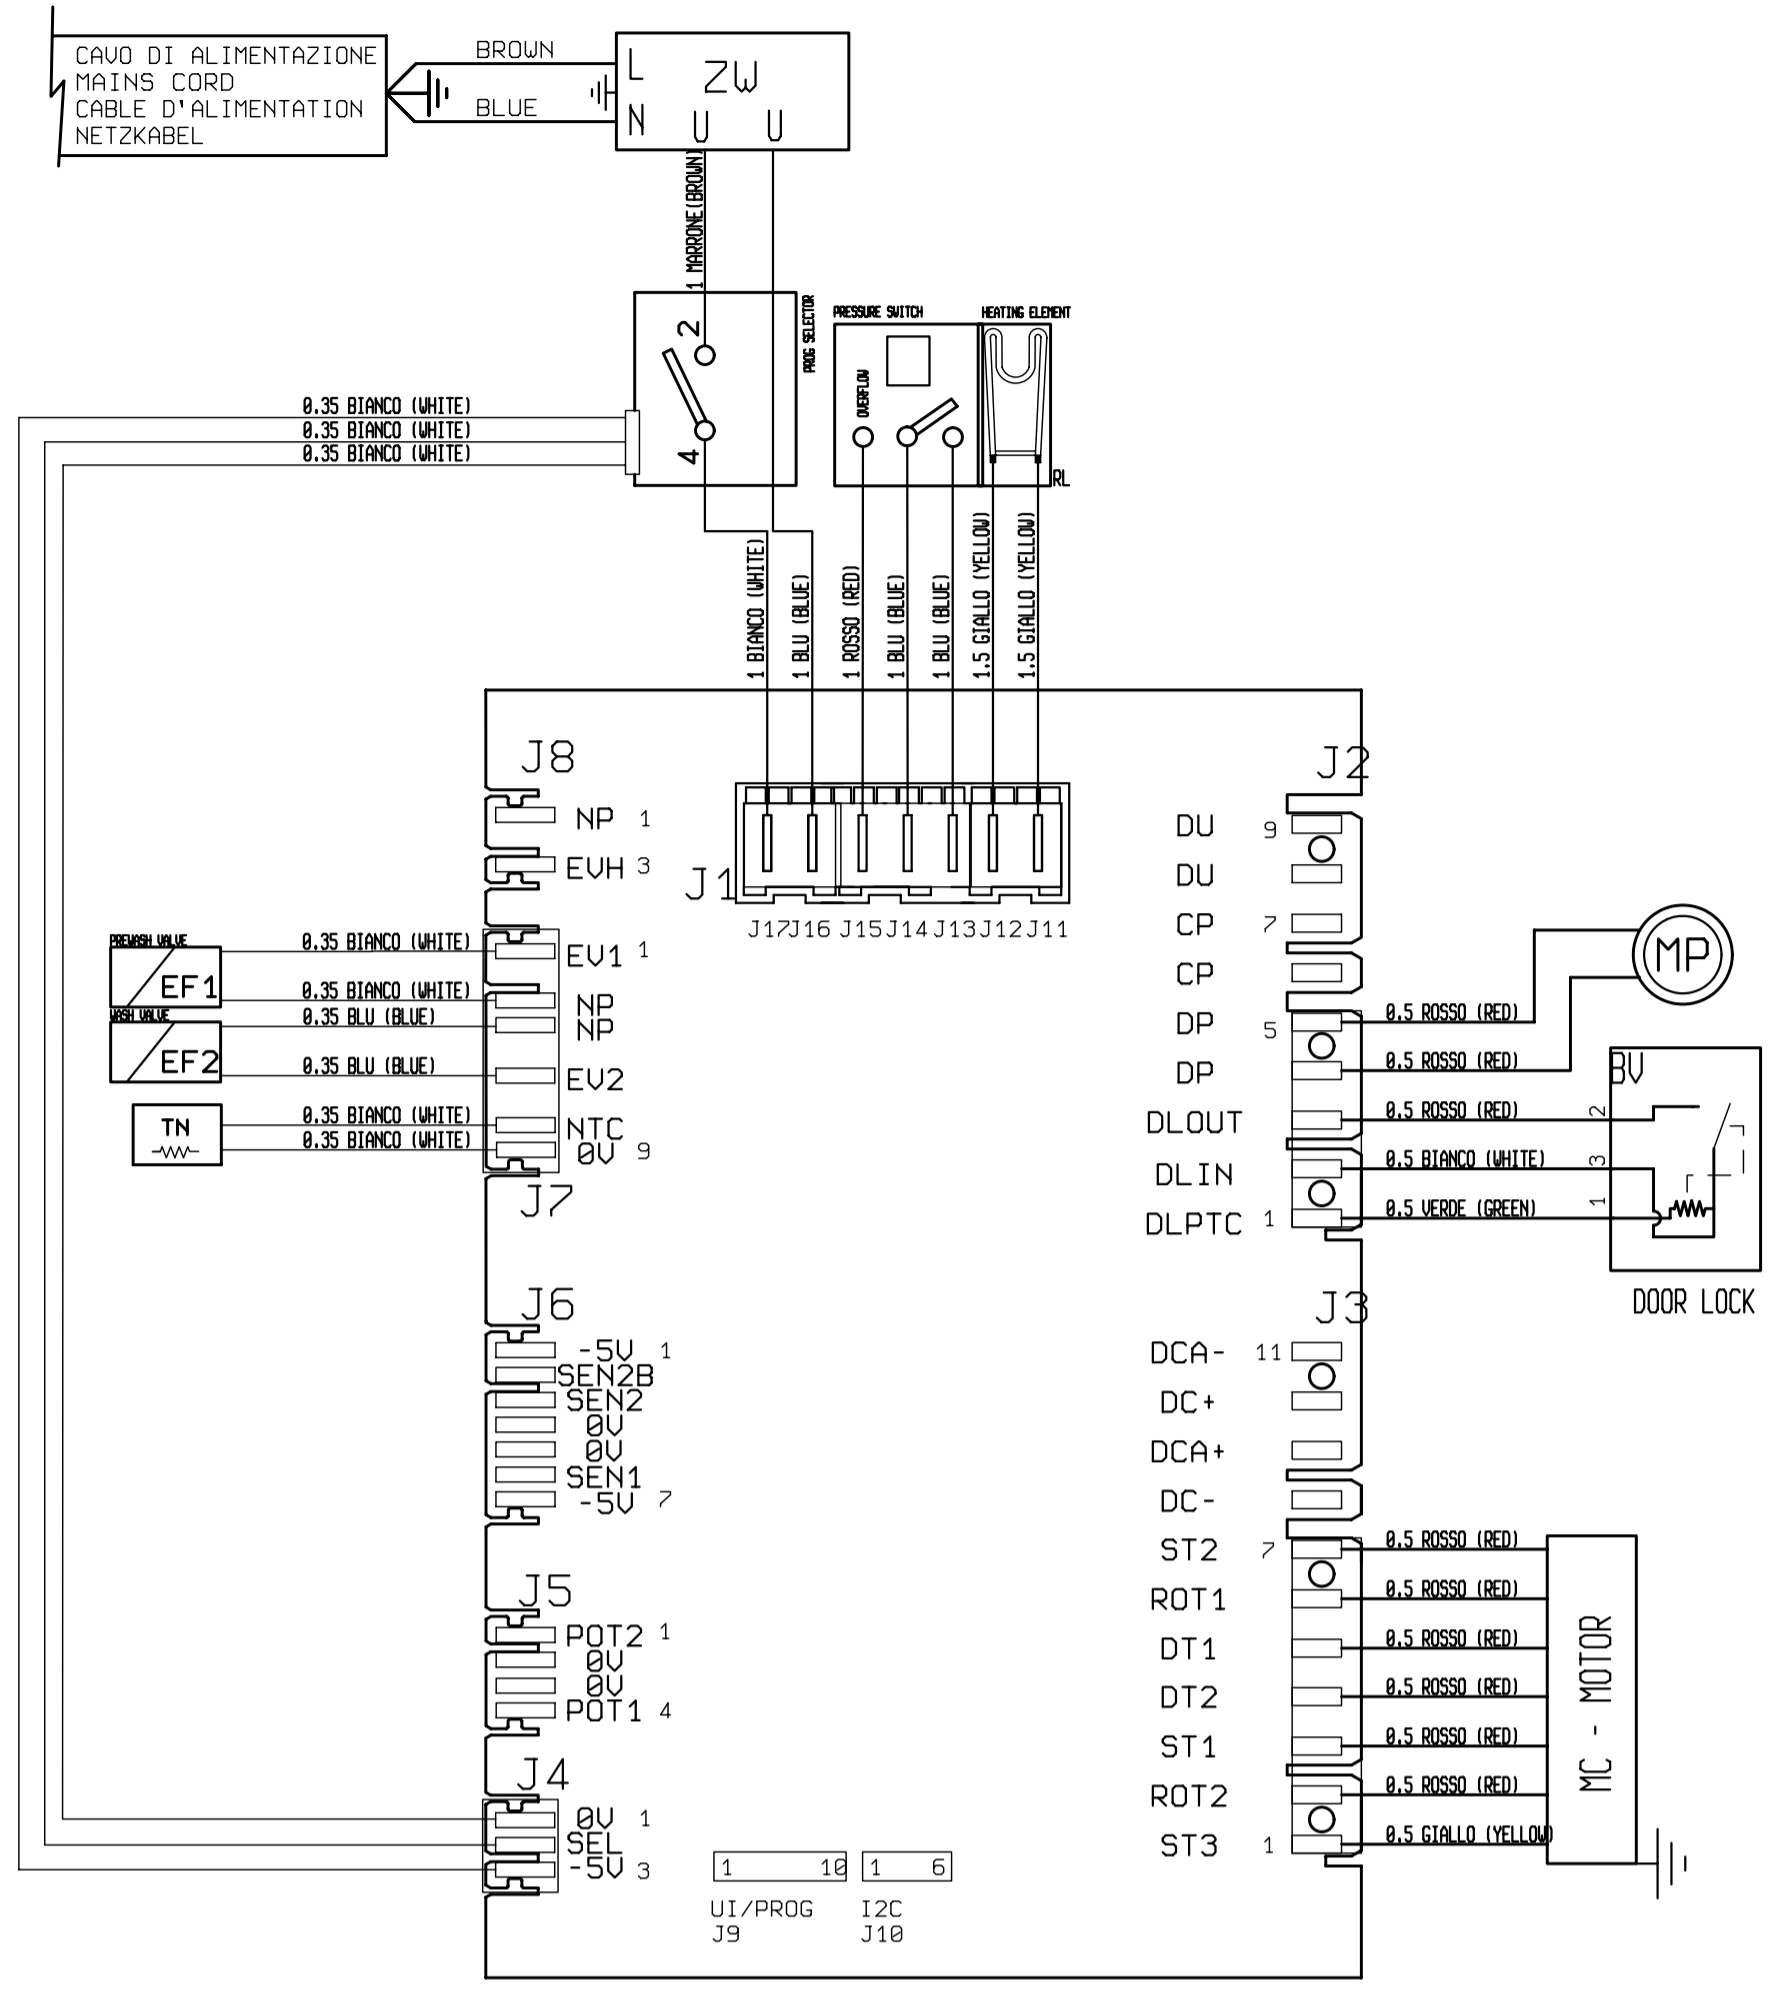 CAVO DI ALIMENTAZIONE
MAINS CORD
CABLE D'ALIMENTATION
NETZKABEL
BROWN
BLUE
L
N
ZW
U
U
1 MARRONE(BROWN)
2
4
PROG SELECTOR
PRESSURE SWITCH
OVERFLOW
HEATING ELEMENT
RL
0.35 BIANCO (WHITE)
0.35 BIANCO (WHITE)
0.35 BIANCO (WHITE)
1 BIANCO (WHITE)
1 BLU (BLUE)
1 ROSSO (RED)
1 BLU (BLUE)
1 BLU (BLUE)
1.5 GIALLO (YELLOW)
1.5 GIALLO (YELLOW)
J8
NP 1
EVH 3
J1
J17 J16 J15 J14 J13 J12 J11
PREWASH VALVE
EF1
WASH VALVE
EF2
TN
0.35 BIANCO (WHITE)
0.35 BIANCO (WHITE)
0.35 BLU (BLUE)
0.35 BLU (BLUE)
0.35 BIANCO (WHITE)
0.35 BIANCO (WHITE)
EV1 1
NP
NP
EV2
NTC
0V 9
J7
J6
-5V 1
SEN2B
SEN2
0V
0V
SEN1
-5V 7
J5
POT2 1
0V
0V
POT1 4
J4
0V 1
SEL
-5V 3
1 10
UI/PROG
J9
1 6
I2C
J10
J2
DU 9
DU
CP 7
CP
DP 5
DP
DLOUT
DLIN
DLPTC 1
0.5 ROSSO (RED)
0.5 ROSSO (RED)
0.5 ROSSO (RED)
0.5 BIANCO (WHITE)
0.5 VERDE (GREEN)
MP
BV
2
3
1
DOOR LOCK
J3
DCA- 11
DC+
DCA+
DC-
ST2 7
ROT1
DT1
DT2
ST1
ROT2
ST3 1
0.5 ROSSO (RED)
0.5 ROSSO (RED)
0.5 ROSSO (RED)
0.5 ROSSO (RED)
0.5 ROSSO (RED)
0.5 ROSSO (RED)
0.5 GIALLO (YELLOW)
MC - MOTOR